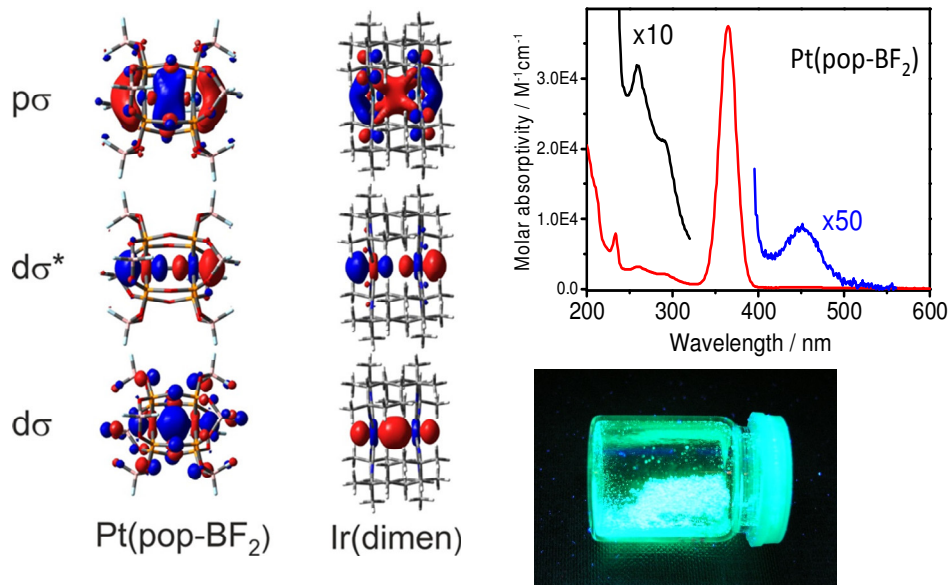 pσ
dσ*
dσ
Pt(pop-BF₂)
Ir(dimen)
x10
Pt(pop-BF₂)
x50
Molar absorptivity / M⁻¹cm⁻¹
3.0E4
2.0E4
1.0E4
0.0
200 300 400 500 600
Wavelength / nm